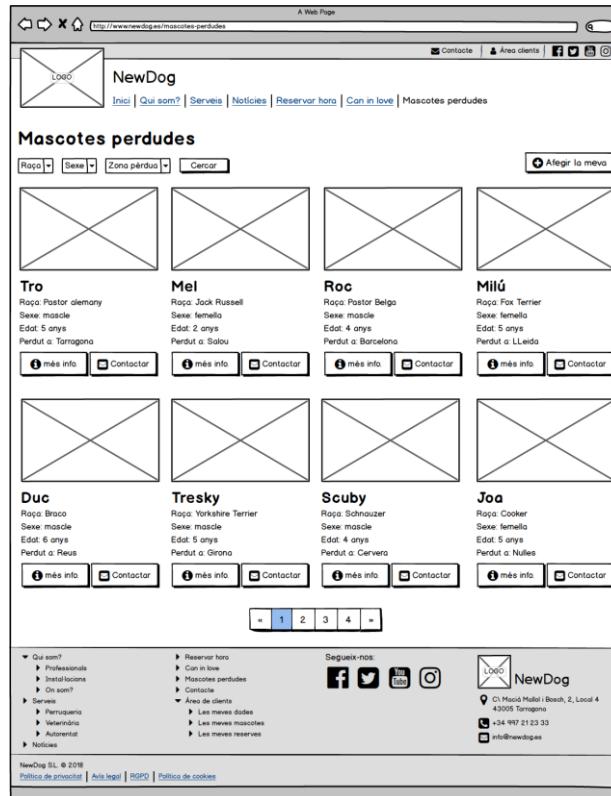 A Web Page
http://www.newdog.es/mascotes-perdudes
Contacte | Àrea clients |
LOGO
NewDog
Inici | Qui som? | Serveis | Notícies | Reservar hora | Can in love | Mascotes perdudes
Mascotes perdudes
Raça Sexe Zona pèrdua Cercar Afegir la meva
Tro Mel Roc Milú
Raça: Pastor alemany Raça: Jack Russell Raça: Pastor Belga Raça: Fox Terrier
Sexe: mascle Sexe: femella Sexe: mascle Sexe: femella
Edat: 5 anys Edat: 2 anys Edat: 4 anys Edat: 5 anys
Perdut a: Tarragona Perdut a: Salou Perdut a: Barcelona Perdut a: LLeida
més info. Contactar més info. Contactar més info. Contactar més info. Contactar
Duc Tresky Scuby Joa
Raça: Braco Raça: Yorkshire Terrier Raça: Schnauzer Raça: Cooker
Sexe: mascle Sexe: mascle Sexe: mascle Sexe: femella
Edat: 6 anys Edat: 5 anys Edat: 4 anys Edat: 5 anys
Perdut a: Reus Perdut a: Girona Perdut a: Cervera Perdut a: Nulles
més info. Contactar més info. Contactar més info. Contactar més info. Contactar
« 1 2 3 4 »
Qui som?
Professionals
Instal·lacions
On som?
Serveis
Perruqueria
Veterinària
Autorentat
Notícies
Reservar hora
Can in love
Mascotes perdudes
Contacte
Àrea de clients
Les meves dades
Les meves mascotes
Les meves reserves
Segueix-nos:
You Tube
LOGO
NewDog
C\ Macià Mallol i Bosch, 2, Local 4
43005 Tarragona
+34 997 21 23 33
info@newdog.es
NewDog S.L. © 2018
Política de privacitat | Avís legal | RGPD | Política de cookies